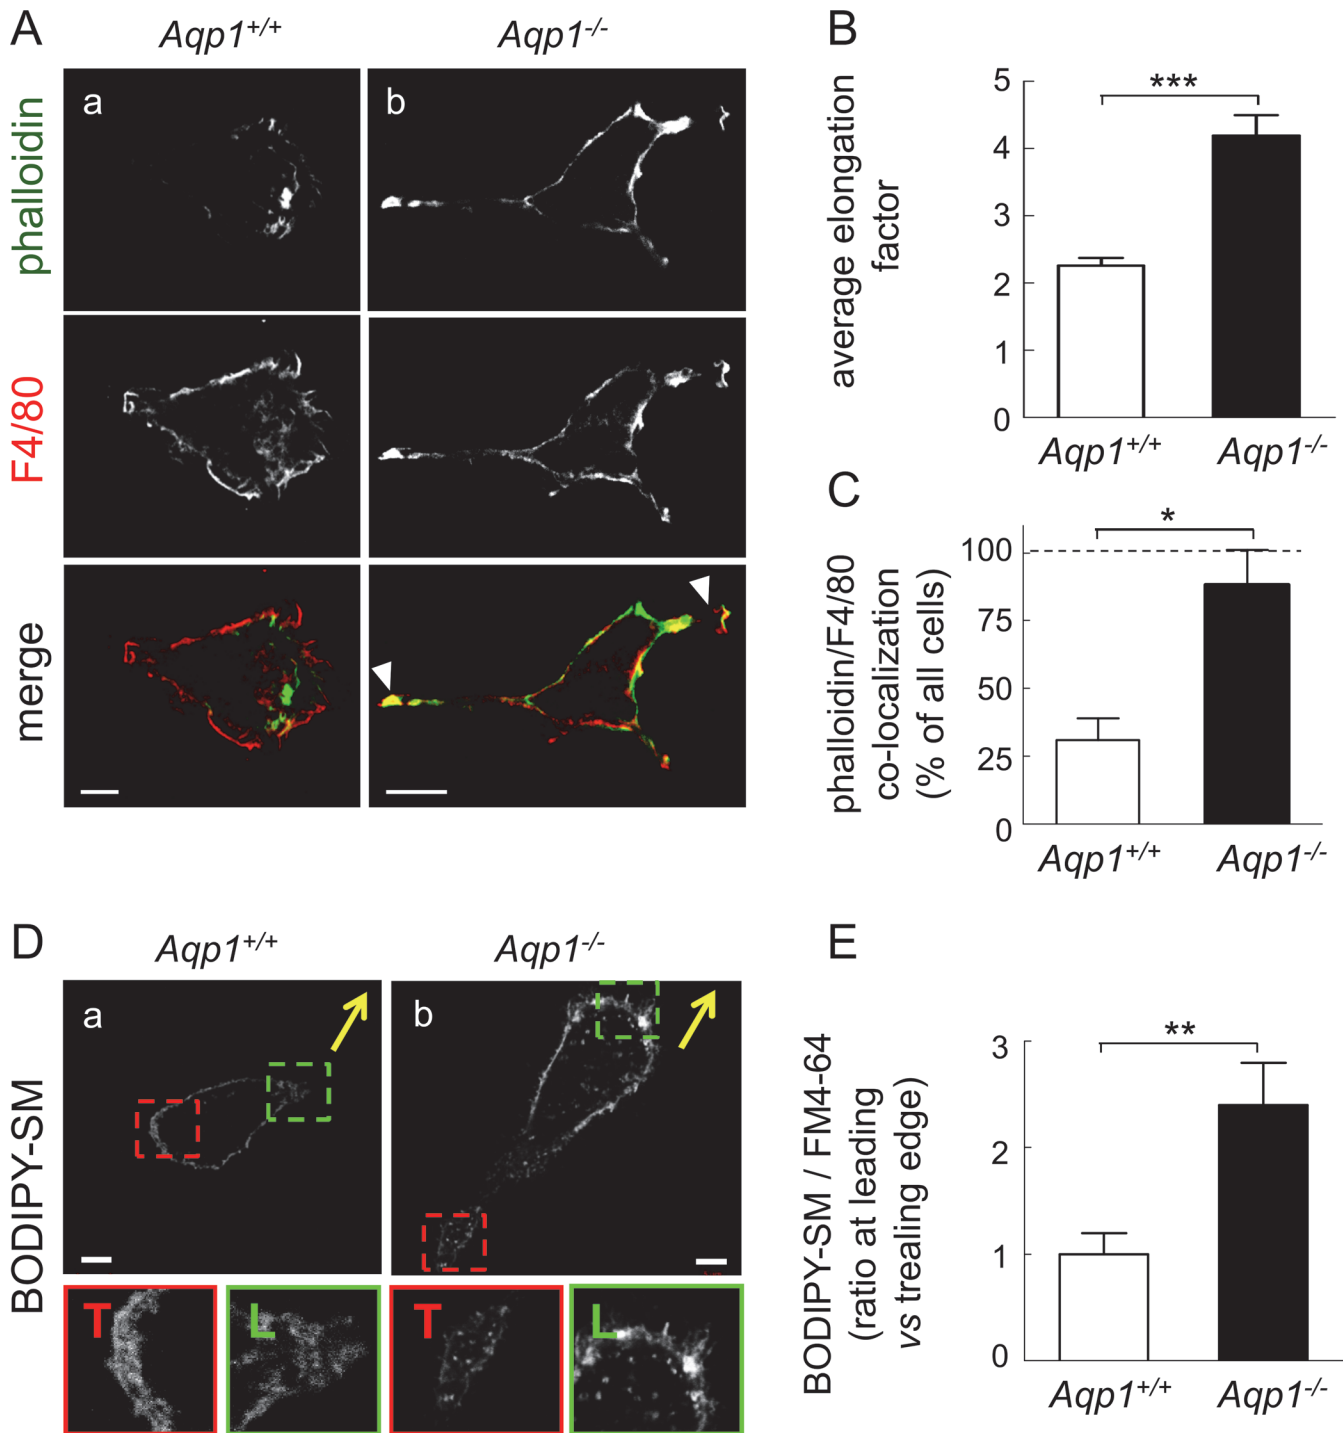 A
Aqp1+/+
Aqp1-/-
phalloidin
F4/80
merge
a
b
B
average elongation
factor
5
4
3
2
1
0
***
Aqp1+/+
Aqp1-/-
C
phalloidin/F4/80
co-localization
(% of all cells)
100
75
50
25
0
*
Aqp1+/+
Aqp1-/-
D
Aqp1+/+
Aqp1-/-
BODIPY-SM
a
b
T
L
T
L
E
BODIPY-SM / FM4-64
(ratio at leading
vs trealing edge)
3
2
1
0
**
Aqp1+/+
Aqp1-/-